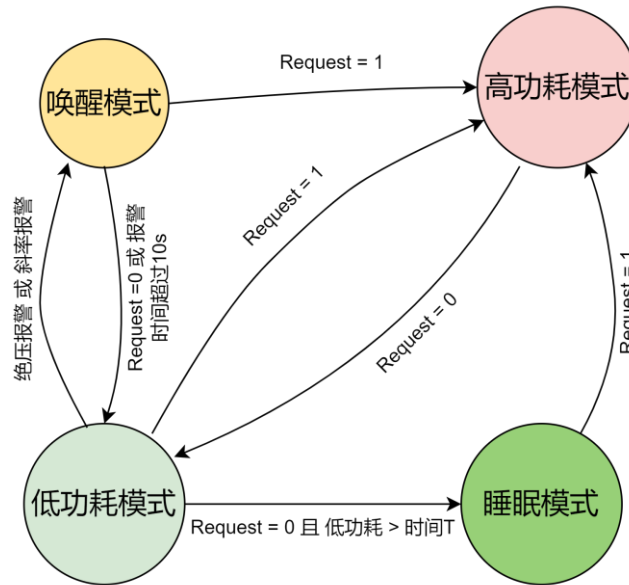 Request = 1
唤醒模式
高功耗模式
绝压报警 或 斜率报警
Request =0 或 报警
时间超过10s
Request = 1
Request = 0
Request = 1
低功耗模式
睡眠模式
Request = 0 且 低功耗 > 时间T